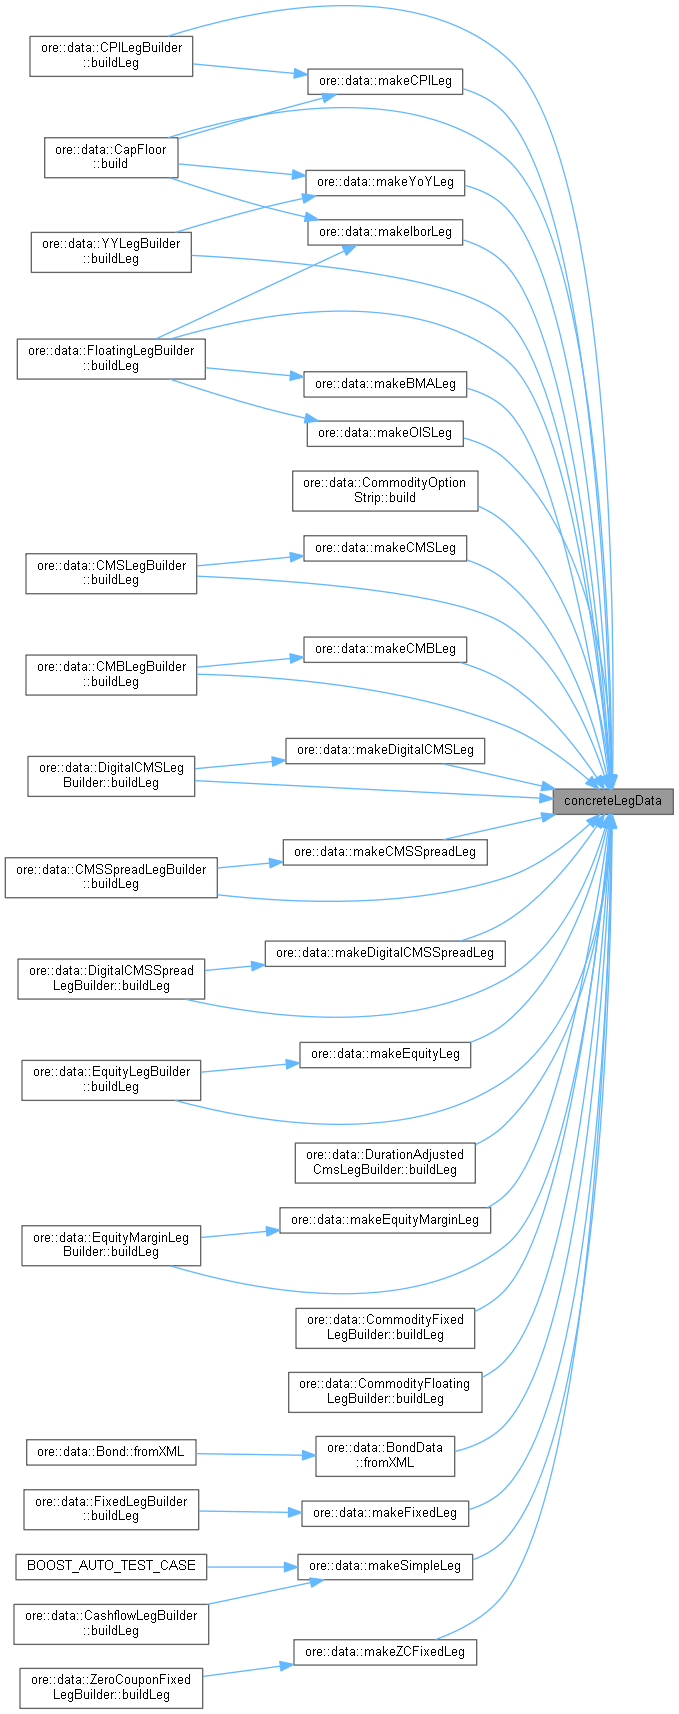 ore::data::CPILegBuilder
::buildLeg
ore::data::makeCPILeg
ore::data::CapFloor
::build
ore::data::makeYoYLeg
ore::data::makeIborLeg
ore::data::YYLegBuilder
::buildLeg
ore::data::FloatingLegBuilder
::buildLeg
ore::data::makeBMALeg
ore::data::makeOISLeg
ore::data::CommodityOption
Strip::build
ore::data::makeCMSLeg
ore::data::CMSLegBuilder
::buildLeg
ore::data::makeCMBLeg
ore::data::CMBLegBuilder
::buildLeg
ore::data::makeDigitalCMSLeg
ore::data::DigitalCMSLeg
Builder::buildLeg
concreteLegData
ore::data::makeCMSSpreadLeg
ore::data::CMSSpreadLegBuilder
::buildLeg
ore::data::makeDigitalCMSSpreadLeg
ore::data::DigitalCMSSpread
LegBuilder::buildLeg
ore::data::makeEquityLeg
ore::data::EquityLegBuilder
::buildLeg
ore::data::DurationAdjusted
CmsLegBuilder::buildLeg
ore::data::makeEquityMarginLeg
ore::data::EquityMarginLeg
Builder::buildLeg
ore::data::CommodityFixed
LegBuilder::buildLeg
ore::data::CommodityFloating
LegBuilder::buildLeg
ore::data::Bond::fromXML
ore::data::BondData
::fromXML
ore::data::FixedLegBuilder
::buildLeg
ore::data::makeFixedLeg
BOOST_AUTO_TEST_CASE
ore::data::makeSimpleLeg
ore::data::CashflowLegBuilder
::buildLeg
ore::data::makeZCFixedLeg
ore::data::ZeroCouponFixed
LegBuilder::buildLeg